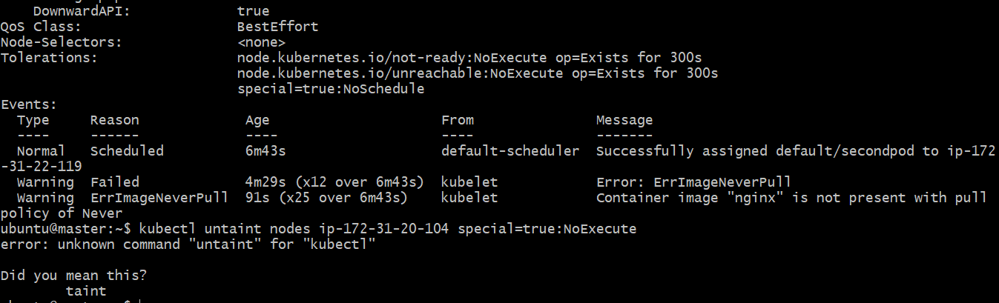 DownwardAPI: true
QoS Class: BestEffort
Node-Selectors: <none>
Tolerations: node.kubernetes.io/not-ready:NoExecute op=Exists for 300s
node.kubernetes.io/unreachable:NoExecute op=Exists for 300s
special=true:NoSchedule
Events:
Type Reason Age From Message
---- ------ ---- ---- -------
Normal Scheduled 6m43s default-scheduler Successfully assigned default/secondpod to ip-172
-31-22-119
Warning Failed 4m29s (x12 over 6m43s) kubelet Error: ErrImageNeverPull
Warning ErrImageNeverPull 91s (x25 over 6m43s) kubelet Container image "nginx" is not present with pull
policy of Never
ubuntu@master:~$ kubectl untaint nodes ip-172-31-20-104 special=true:NoExecute
error: unknown command "untaint" for "kubectl"
Did you mean this?
taint